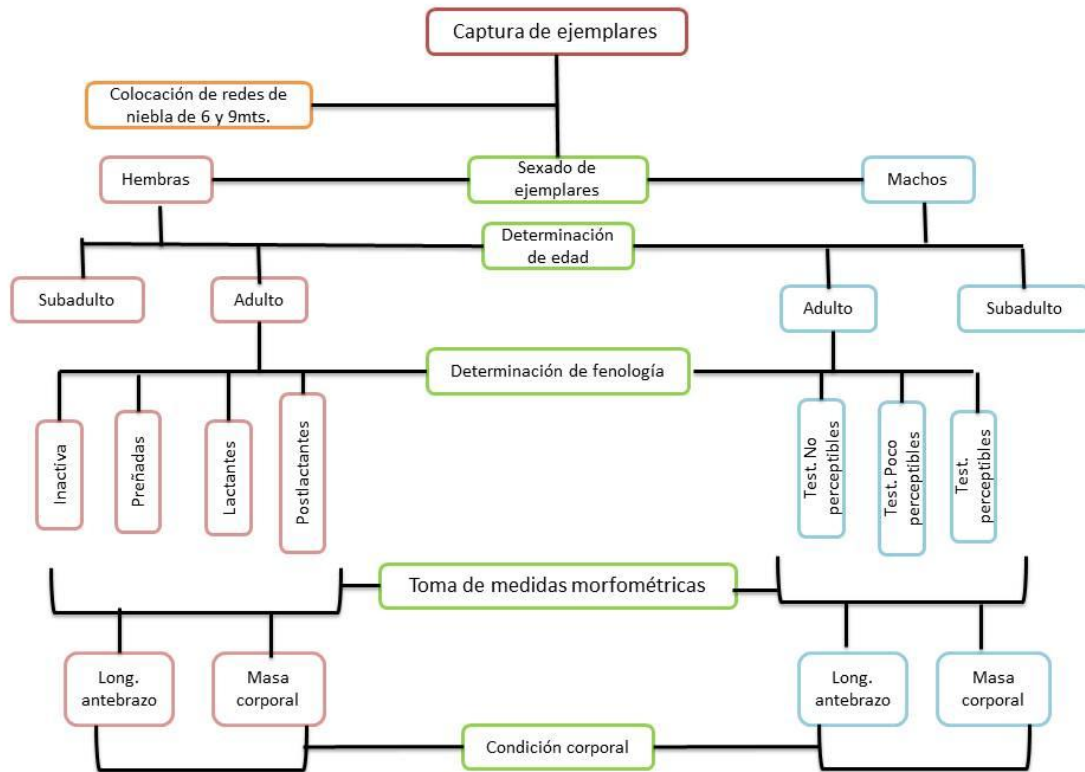 Captura de ejemplares
Colocación de redes de
niebla de 6 y 9mts.
Hembras
Sexado de
ejemplares
Machos
Determinación
de edad
Subadulto
Adulto
Adulto
Subadulto
Determinación de fenología
Inactiva
Preñadas
Lactantes
Postlactantes
Test. No
perceptibles
Test. Poco
perceptibles
Test.
perceptibles
Toma de medidas morfométricas
Long.
antebrazo
Masa
corporal
Long.
antebrazo
Masa
corporal
Condición corporal